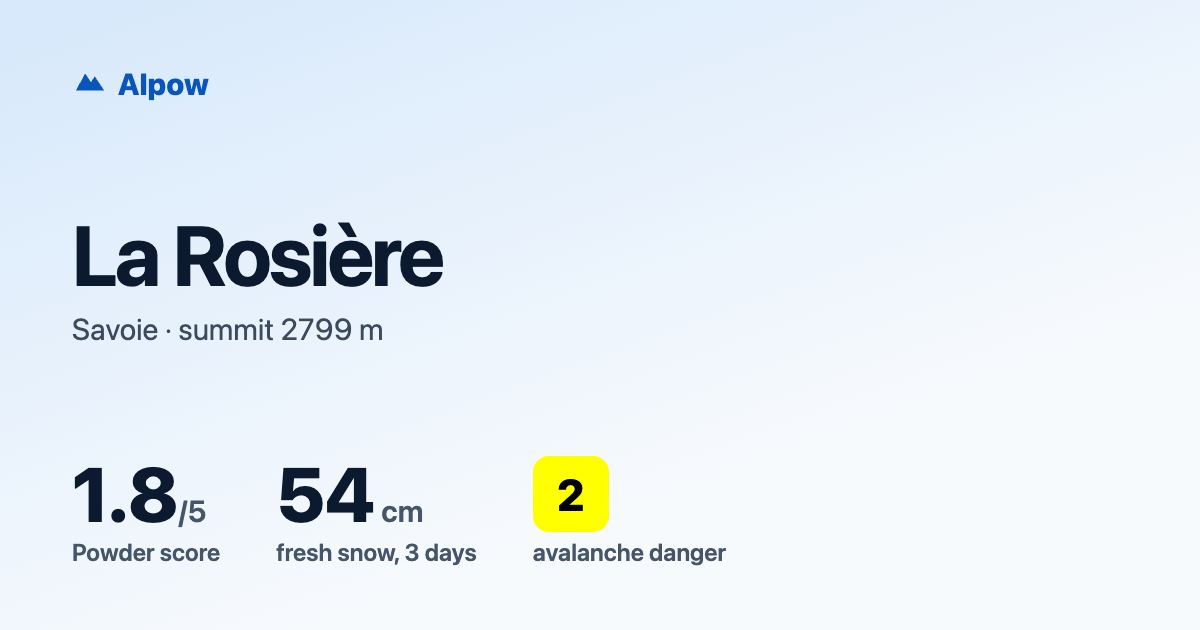 Alpow
La Rosière
Savoie · summit 2799 m
1.8/5
Powder score
54 cm
fresh snow, 3 days
2
avalanche danger